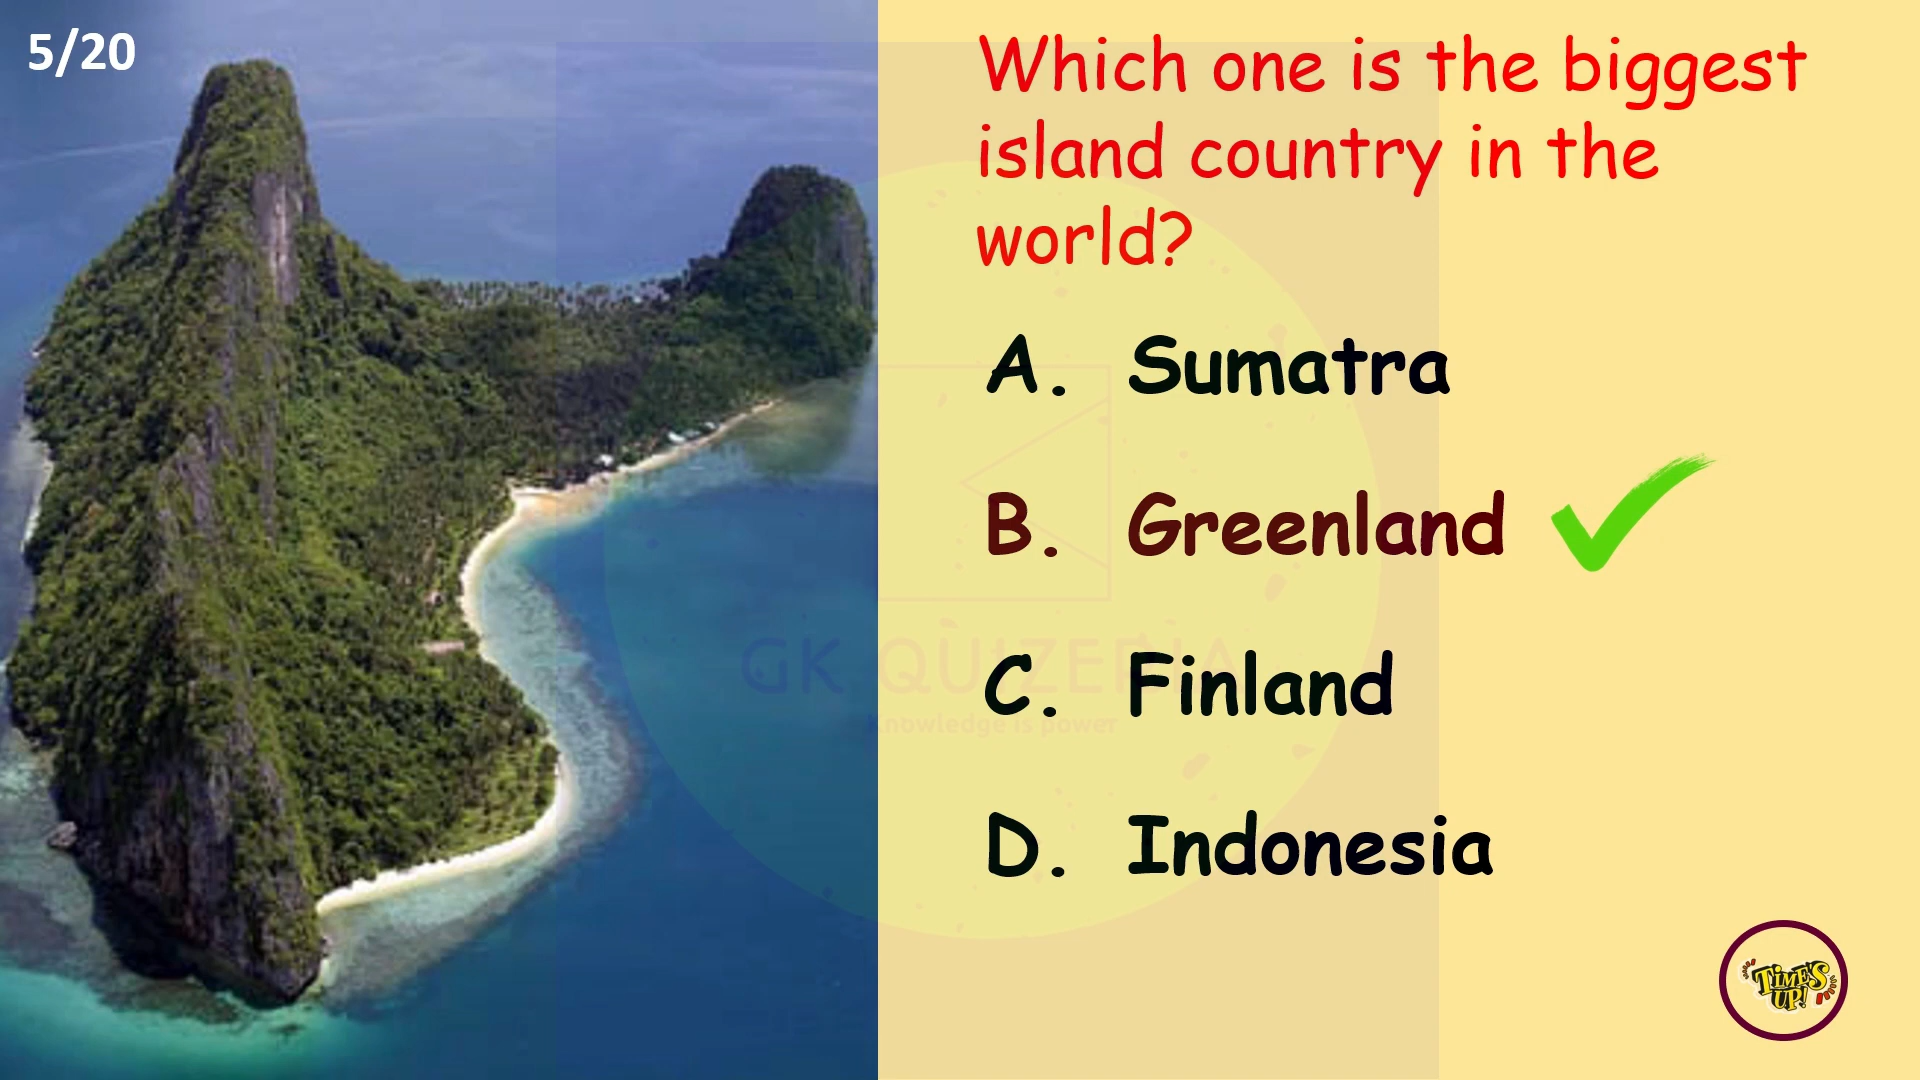 5/20
Which one is the biggest
island country in the
world?
A. Sumatra
B. Greenland
C. Finland
D. Indonesia
GK QUIZERIA
Knowledge is power
TIME'S
UP!